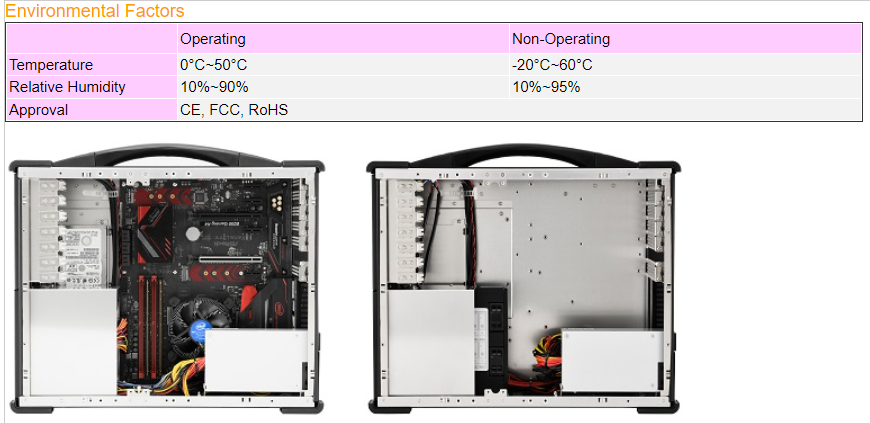 Environmental Factors
Operating Non-Operating
Temperature 0°C~50°C -20°C~60°C
Relative Humidity 10%~90% 10%~95%
Approval CE, FCC, RoHS